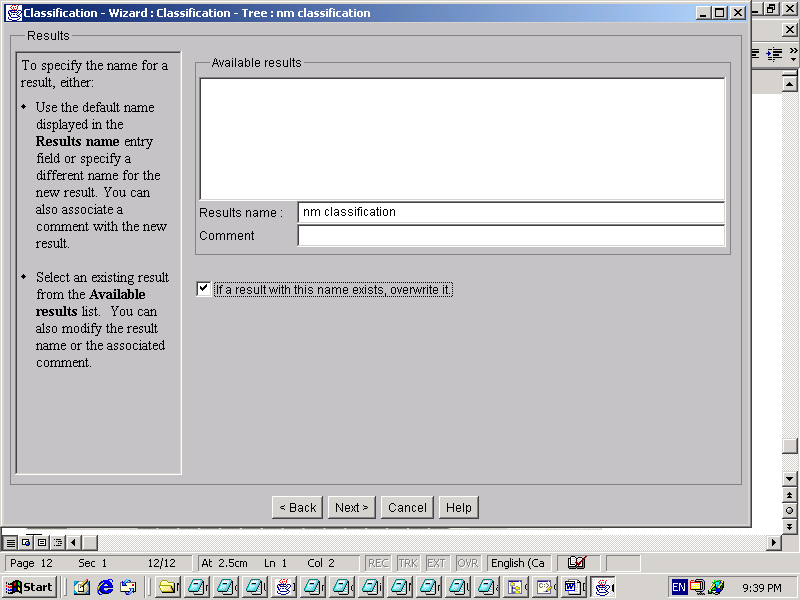 Classification - Wizard : Classification - Tree : nm classification
Results
To specify the name for a
result, either:
Use the default name
displayed in the
Results name entry
field or specify a
different name for the
new result. You can
also associate a
comment with the new
result.
Select an existing result
from the Available
results list. You can
also modify the result
name or the associated
comment.
Available results
Results name : nm classification
Comment
If a result with this name exists, overwrite it.
< Back Next > Cancel Help
Page 12 Sec 1 12/12 At 2.5cm Ln 1 Col 2 REC TRK EXT OVR English (Ca
Start EN 9:39 PM